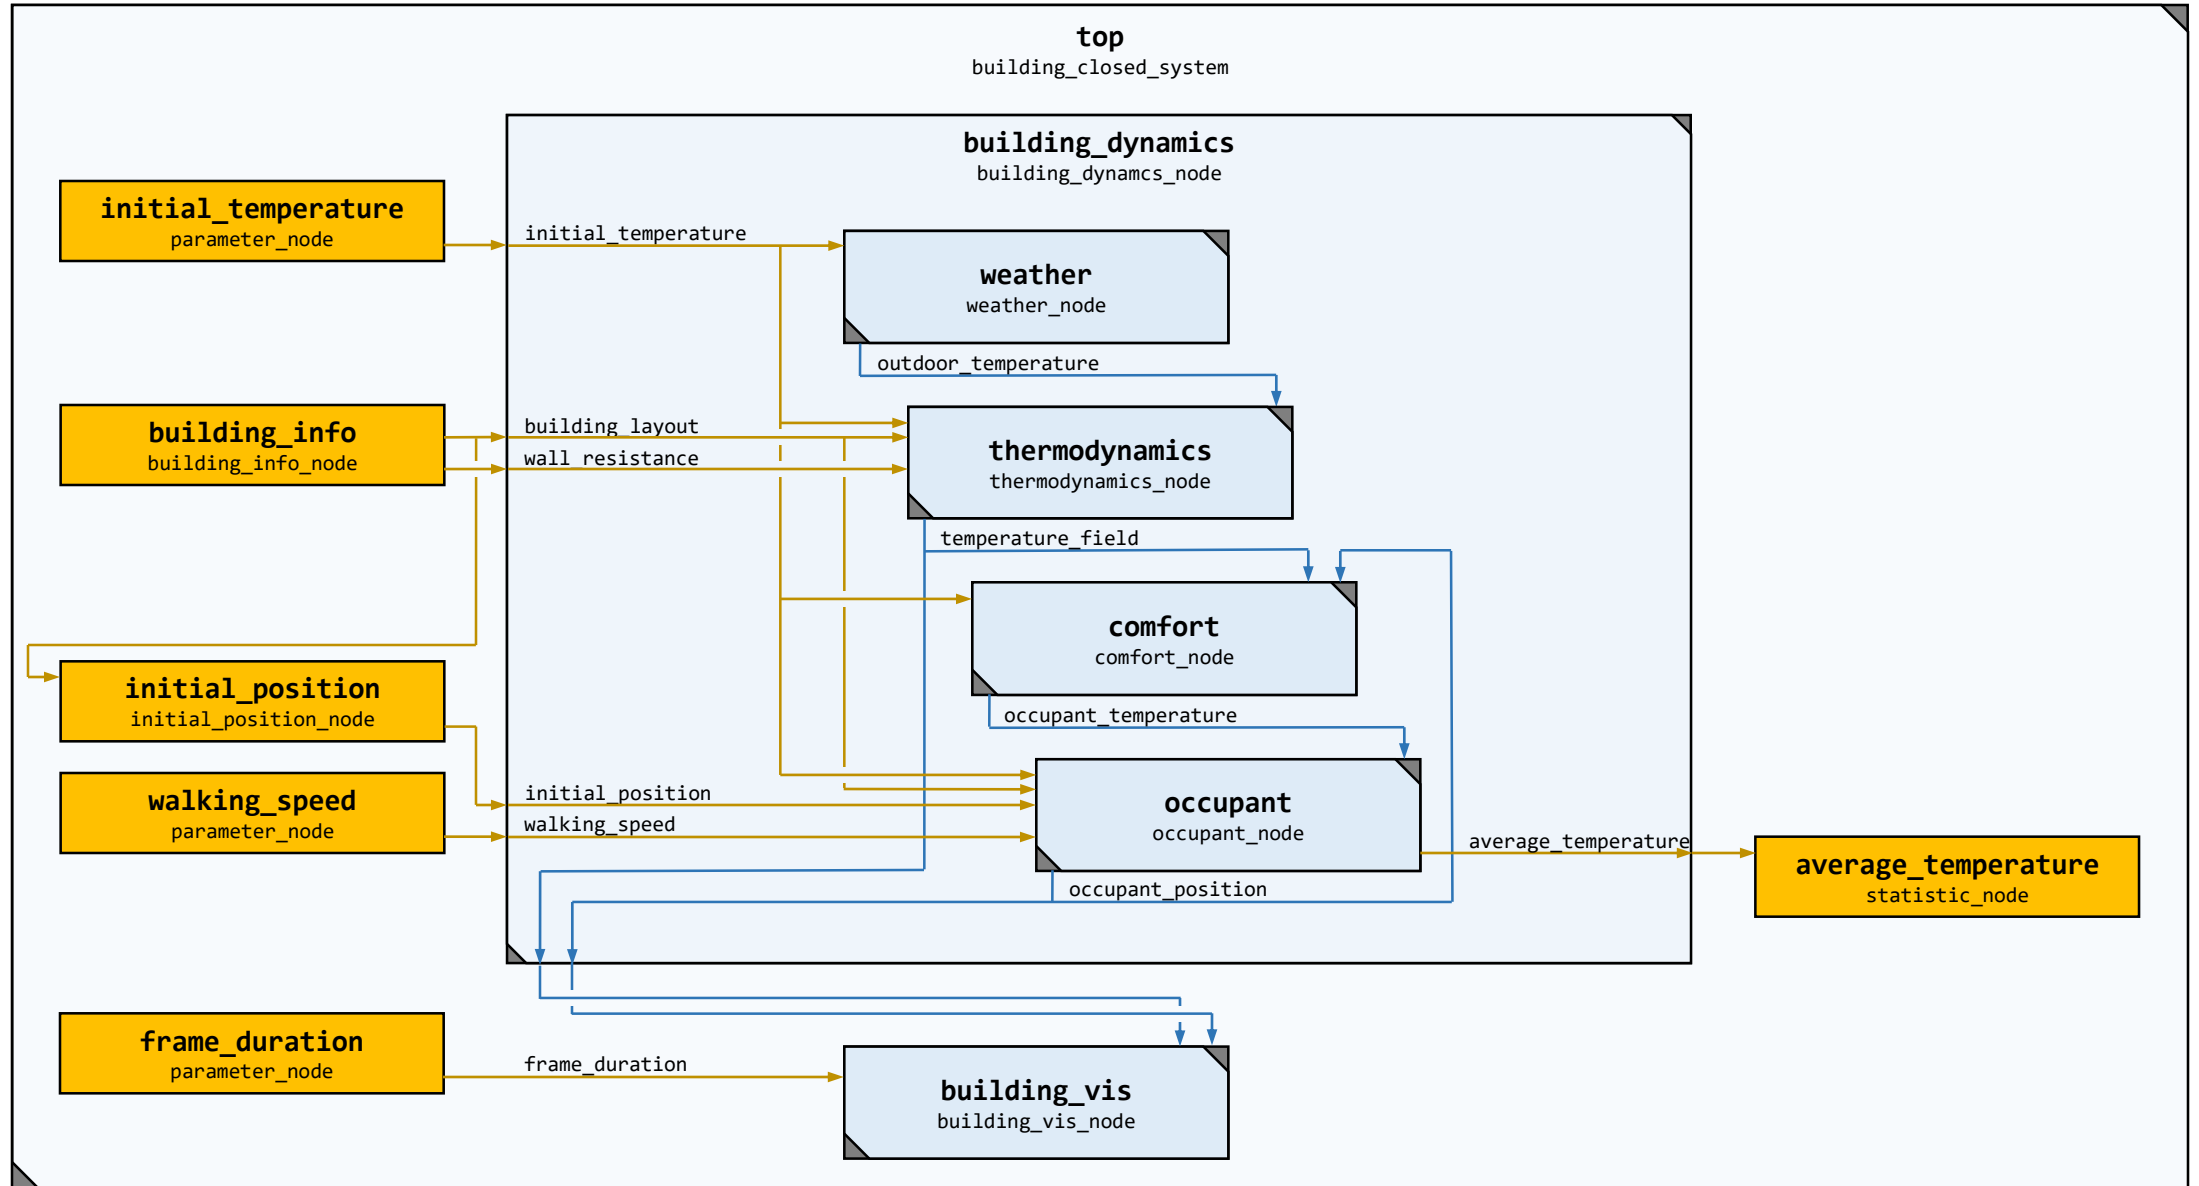 top
building_closed_system
building_dynamics
building_dynamcs_node
initial_temperature
parameter_node
initial_temperature
weather
weather_node
outdoor_temperature
building_info
building_info_node
building_layout
wall_resistance
thermodynamics
thermodynamics_node
temperature_field
comfort
comfort_node
initial_position
initial_position_node
occupant_temperature
walking_speed
parameter_node
initial_position
walking_speed
occupant
occupant_node
average_temperature
average_temperature
statistic_node
occupant_position
frame_duration
parameter_node
frame_duration
building_vis
building_vis_node